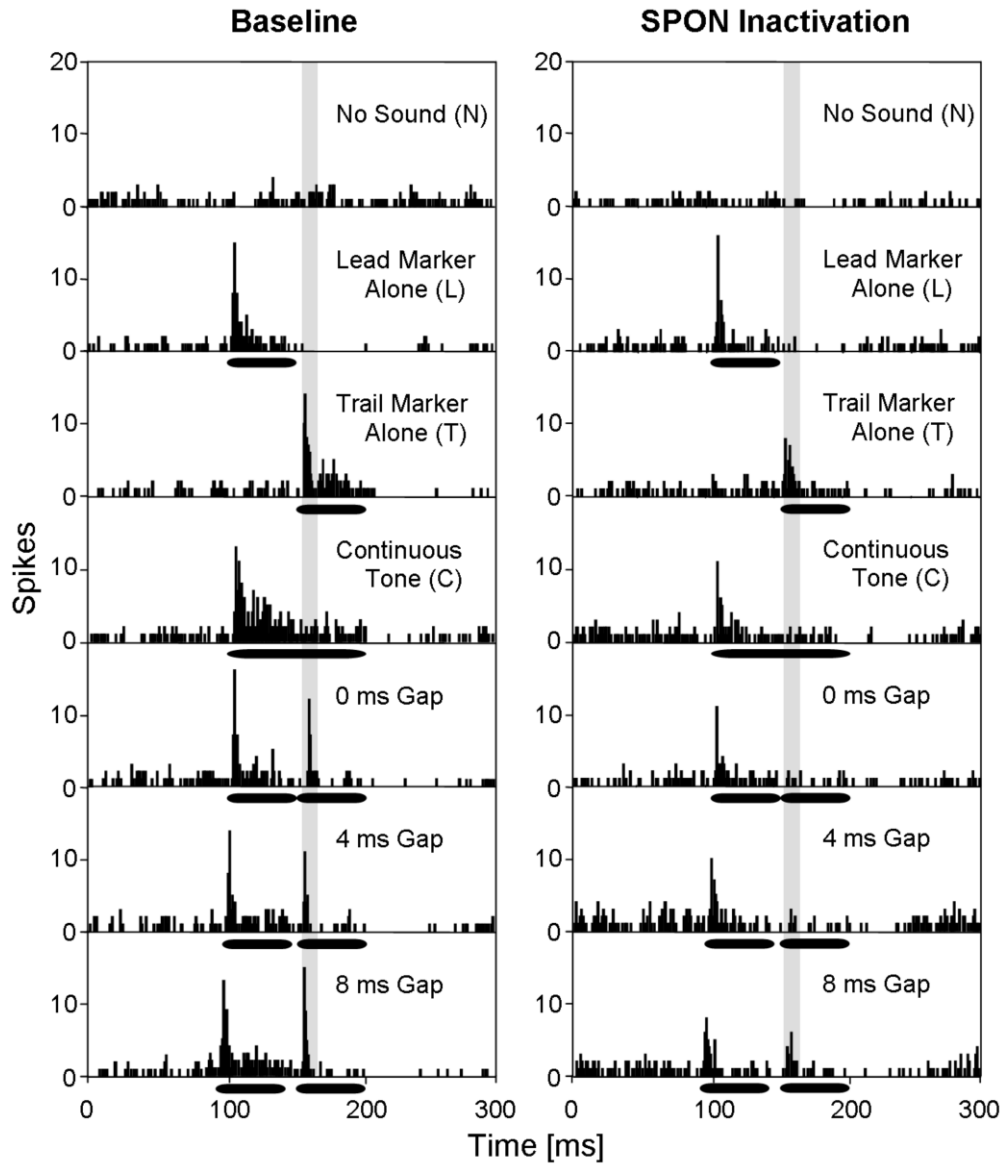 Baseline
SPON Inactivation
20
10
0
No Sound (N)
20
10
0
No Sound (N)
10
0
Lead Marker
Alone (L)
10
0
Lead Marker
Alone (L)
10
0
Trail Marker
Alone (T)
10
0
Trail Marker
Alone (T)
Spikes
10
0
Continuous
Tone (C)
10
0
Continuous
Tone (C)
10
0
0 ms Gap
10
0
0 ms Gap
10
0
4 ms Gap
10
0
4 ms Gap
10
0
8 ms Gap
10
0
8 ms Gap
0 100 200 300
0 100 200 300
Time [ms]